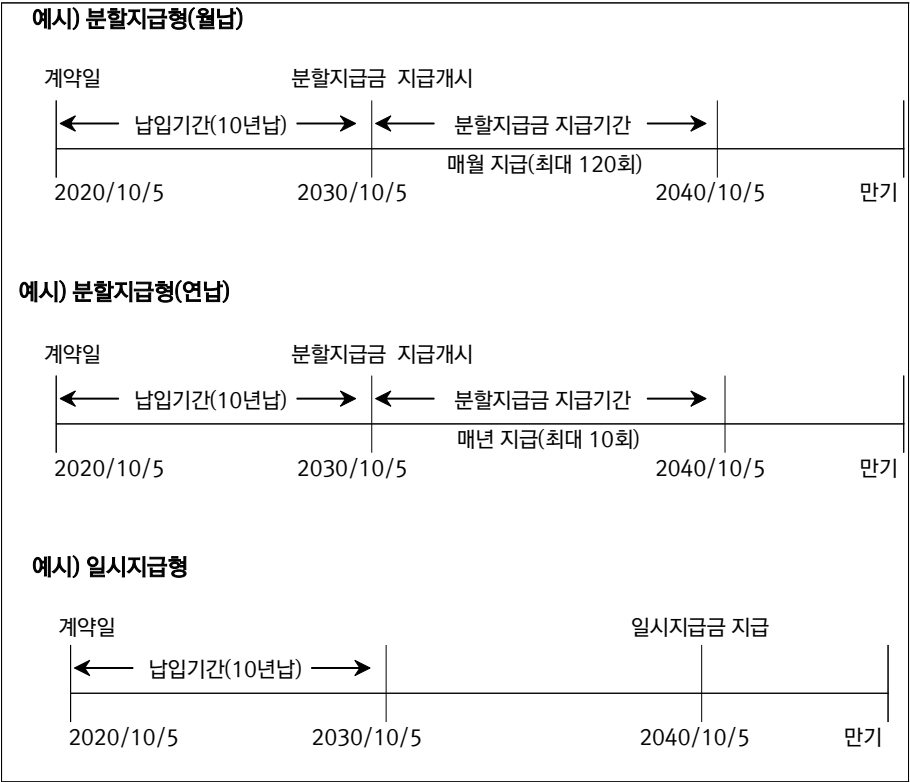 예시) 분할지급형(월납)
계약일 분할지급금 지급개시
납입기간(10년납) 분할지급금 지급기간
매월 지급(최대 120회)
2020/10/5 2030/10/5 2040/10/5 만기
예시) 분할지급형(연납)
계약일 분할지급금 지급개시
납입기간(10년납) 분할지급금 지급기간
매년 지급(최대 10회)
2020/10/5 2030/10/5 2040/10/5 만기
예시) 일시지급형
계약일 일시지급금 지급
납입기간(10년납)
2020/10/5 2030/10/5 2040/10/5 만기